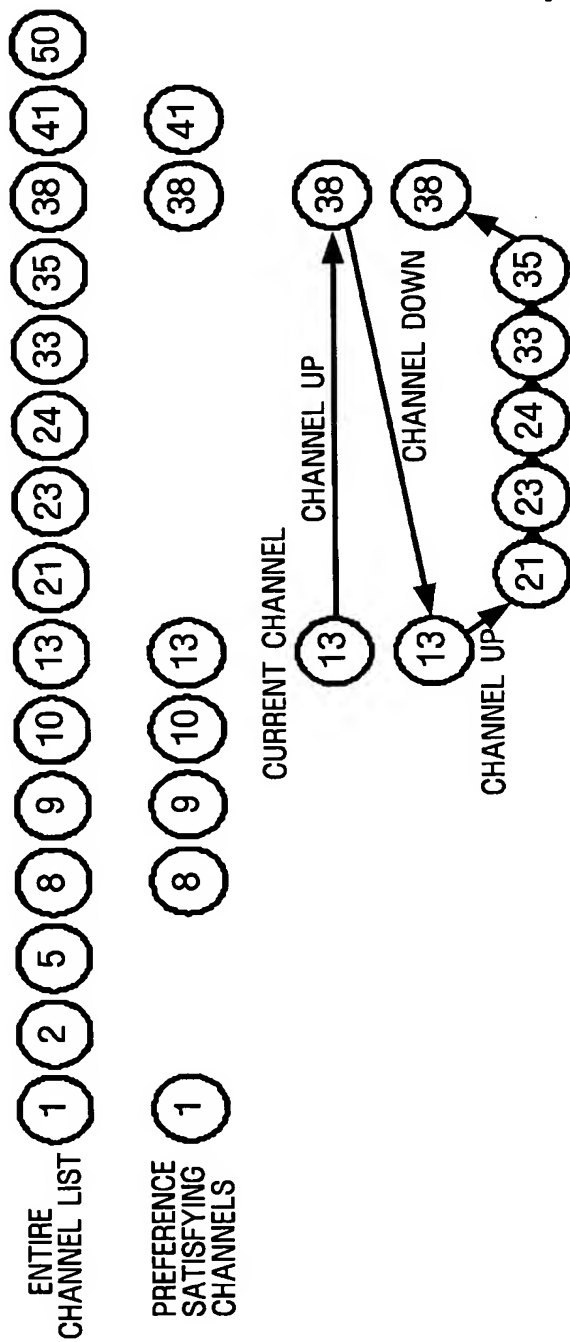 ENTIRE
CHANNEL LIST
1 2 5 8 9 10 13 21 23 24 33 35 38 41 50
PREFERENCE
SATISFYING
CHANNELS
1 8 9 10 13 38 41
CURRENT CHANNEL
13 CHANNEL UP 38
CHANNEL DOWN
13 38
CHANNEL UP
21 23 24 33 35